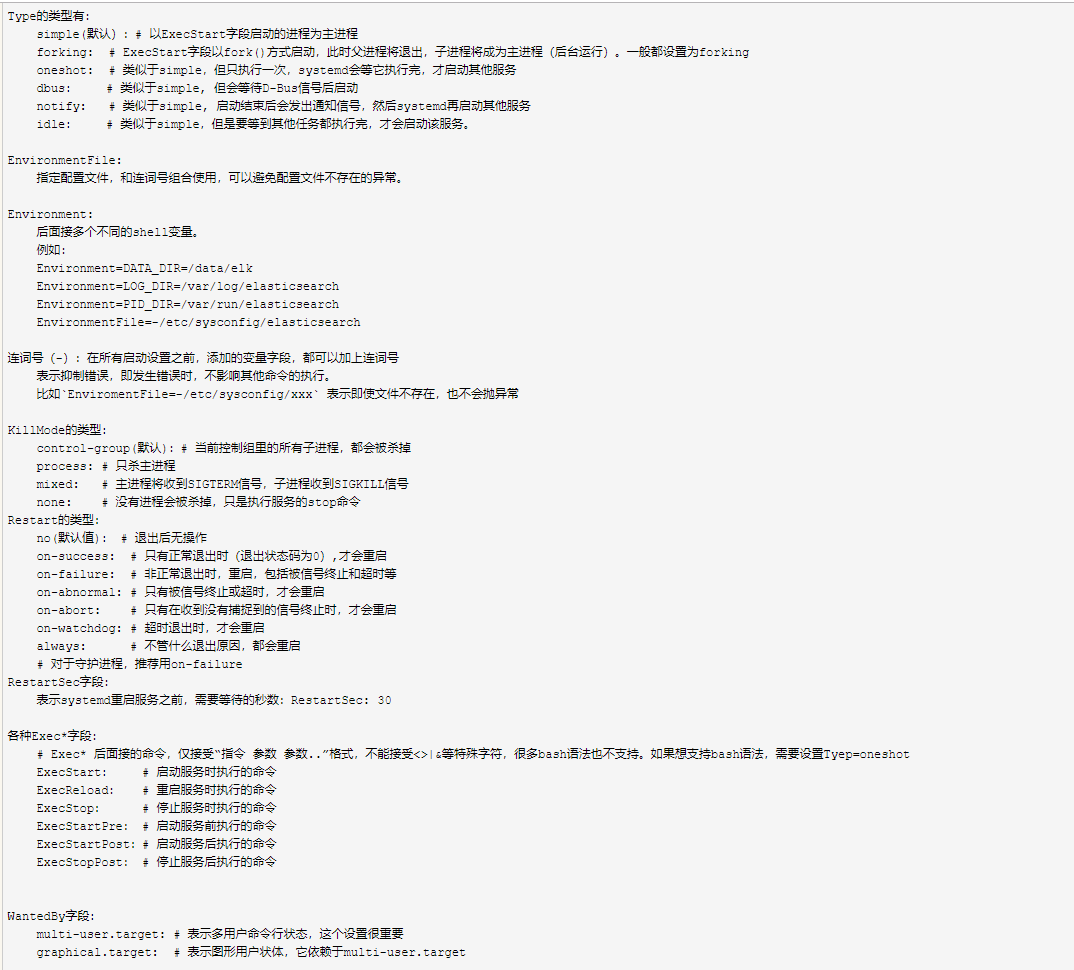 Type的类型有:
    simple(默认）: # 以ExecStart字段启动的进程为主进程
    forking:  # ExecStart字段以fork()方式启动，此时父进程将退出，子进程将成为主进程（后台运行）。一般都设置为forking
    oneshot:  # 类似于simple，但只执行一次，systemd会等它执行完，才启动其他服务
    dbus:     # 类似于simple, 但会等待D-Bus信号后启动
    notify:   # 类似于simple, 启动结束后会发出通知信号，然后systemd再启动其他服务
    idle:     # 类似于simple，但是要等到其他任务都执行完，才会启动该服务。

EnvironmentFile:
    指定配置文件，和连词号组合使用，可以避免配置文件不存在的异常。

Environment:
    后面接多个不同的shell变量。
    例如:
    Environment=DATA_DIR=/data/elk
    Environment=LOG_DIR=/var/log/elasticsearch
    Environment=PID_DIR=/var/run/elasticsearch
    EnvironmentFile=-/etc/sysconfig/elasticsearch

连词号（-）: 在所有启动设置之前，添加的变量字段，都可以加上连词号
    表示抑制错误，即发生错误时，不影响其他命令的执行。
    比如`EnviromentFile=-/etc/sysconfig/xxx` 表示即使文件不存在，也不会抛异常

KillMode的类型:
    control-group(默认): # 当前控制组里的所有子进程，都会被杀掉
    process: # 只杀主进程
    mixed:   # 主进程将收到SIGTERM信号，子进程收到SIGKILL信号
    none:    # 没有进程会被杀掉，只是执行服务的stop命令
Restart的类型:
    no(默认值):  # 退出后无操作
    on-success:  # 只有正常退出时（退出状态码为0）,才会重启
    on-failure:  # 非正常退出时，重启，包括被信号终止和超时等
    on-abnormal: # 只有被信号终止或超时，才会重启
    on-abort:    # 只有在收到没有捕捉到的信号终止时，才会重启
    on-watchdog: # 超时退出时，才会重启
    always:      # 不管什么退出原因，都会重启
    # 对于守护进程，推荐用on-failure
RestartSec字段:
    表示systemd重启服务之前，需要等待的秒数: RestartSec: 30

各种Exec*字段:
    # Exec* 后面接的命令，仅接受“指令 参数 参数..”格式，不能接受<>|&等特殊字符，很多bash语法也不支持。如果想支持bash语法，需要设置Tyep=oneshot
    ExecStart:     # 启动服务时执行的命令
    ExecReload:    # 重启服务时执行的命令
    ExecStop:      # 停止服务时执行的命令
    ExecStartPre:  # 启动服务前执行的命令
    ExecStartPost: # 启动服务后执行的命令
    ExecStopPost:  # 停止服务后执行的命令


WantedBy字段:
    multi-user.target: # 表示多用户命令行状态，这个设置很重要
    graphical.target:  # 表示图形用户状体，它依赖于multi-user.target